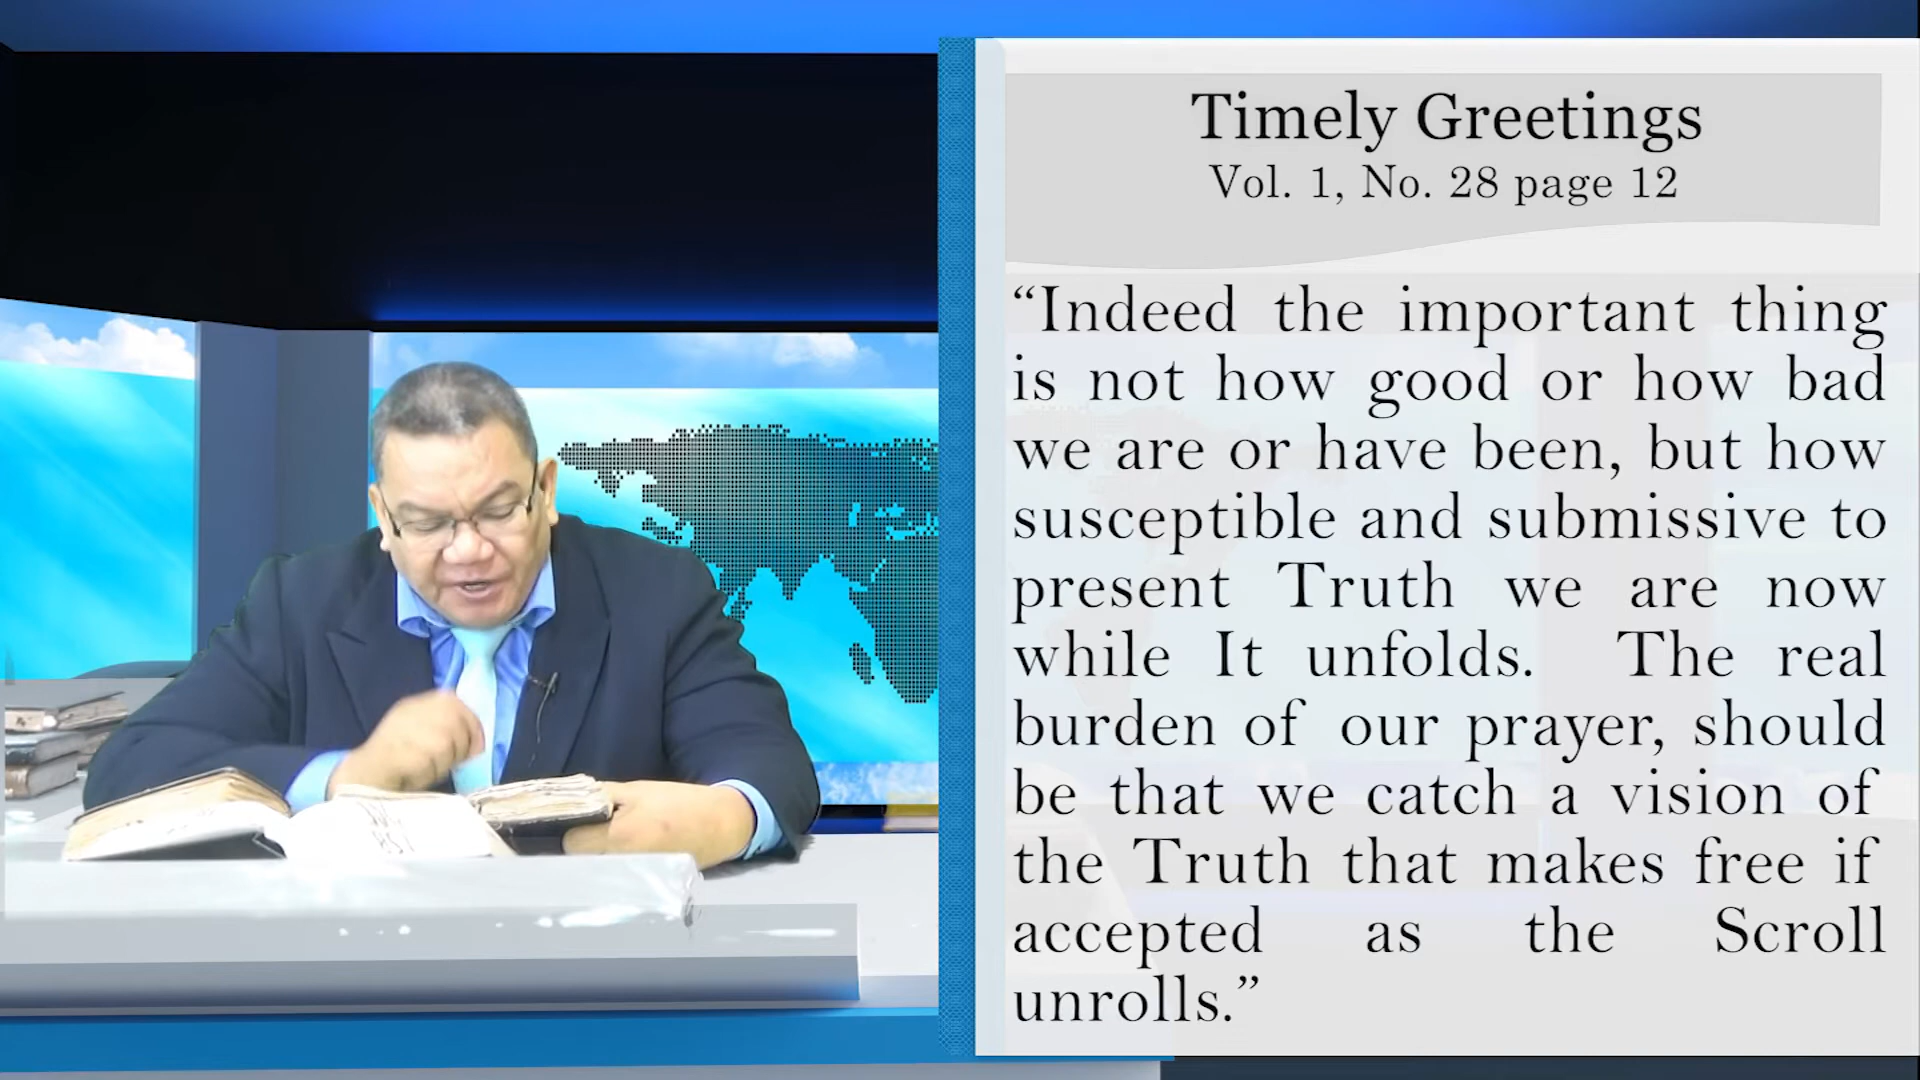 Timely Greetings
Vol. 1, No. 28 page 12
“Indeed the important thing
is not how good or how bad
we are or have been, but how
susceptible and submissive to
present Truth we are now
while It unfolds. The real
burden of our prayer, should
be that we catch a vision of
the Truth that makes free if
accepted as the Scroll
unrolls.”